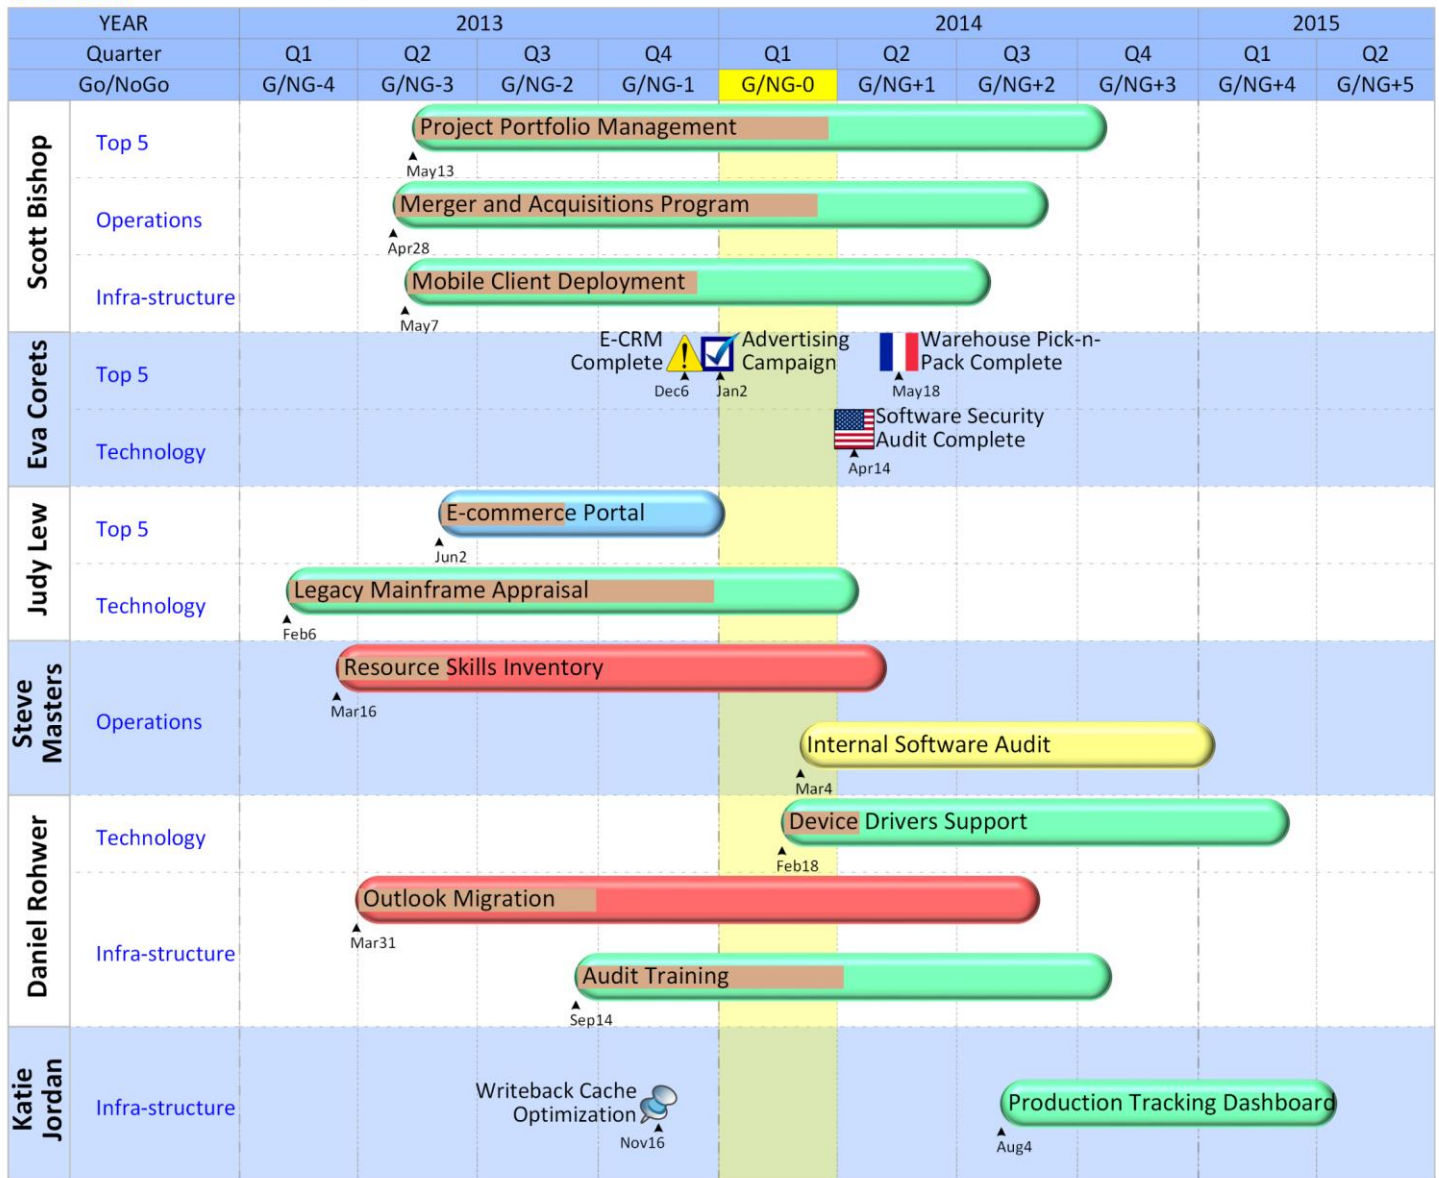 YEAR 2013 2014 2015
Quarter Q1 Q2 Q3 Q4 Q1 Q2 Q3 Q4 Q1 Q2
Go/NoGo G/NG-4 G/NG-3 G/NG-2 G/NG-1 G/NG-0 G/NG+1 G/NG+2 G/NG+3 G/NG+4 G/NG+5
Scott Bishop
Top 5
Project Portfolio Management
May13
Operations
Merger and Acquisitions Program
Apr28
Infra-structure
Mobile Client Deployment
May7
Eva Corets
Top 5
E-CRM
Complete
Dec6
Advertising
Campaign
Jan2
Warehouse Pick-n-
Pack Complete
May18
Technology
Software Security
Audit Complete
Apr14
Judy Lew
Top 5
E-commerce Portal
Jun2
Technology
Legacy Mainframe Appraisal
Feb6
Steve
Masters
Operations
Resource Skills Inventory
Mar16
Internal Software Audit
Mar4
Daniel Rohwer
Technology
Device Drivers Support
Feb18
Infra-structure
Outlook Migration
Mar31
Audit Training
Sep14
Katie
Jordan
Infra-structure
Writeback Cache
Optimization
Nov16
Production Tracking Dashboard
Aug4